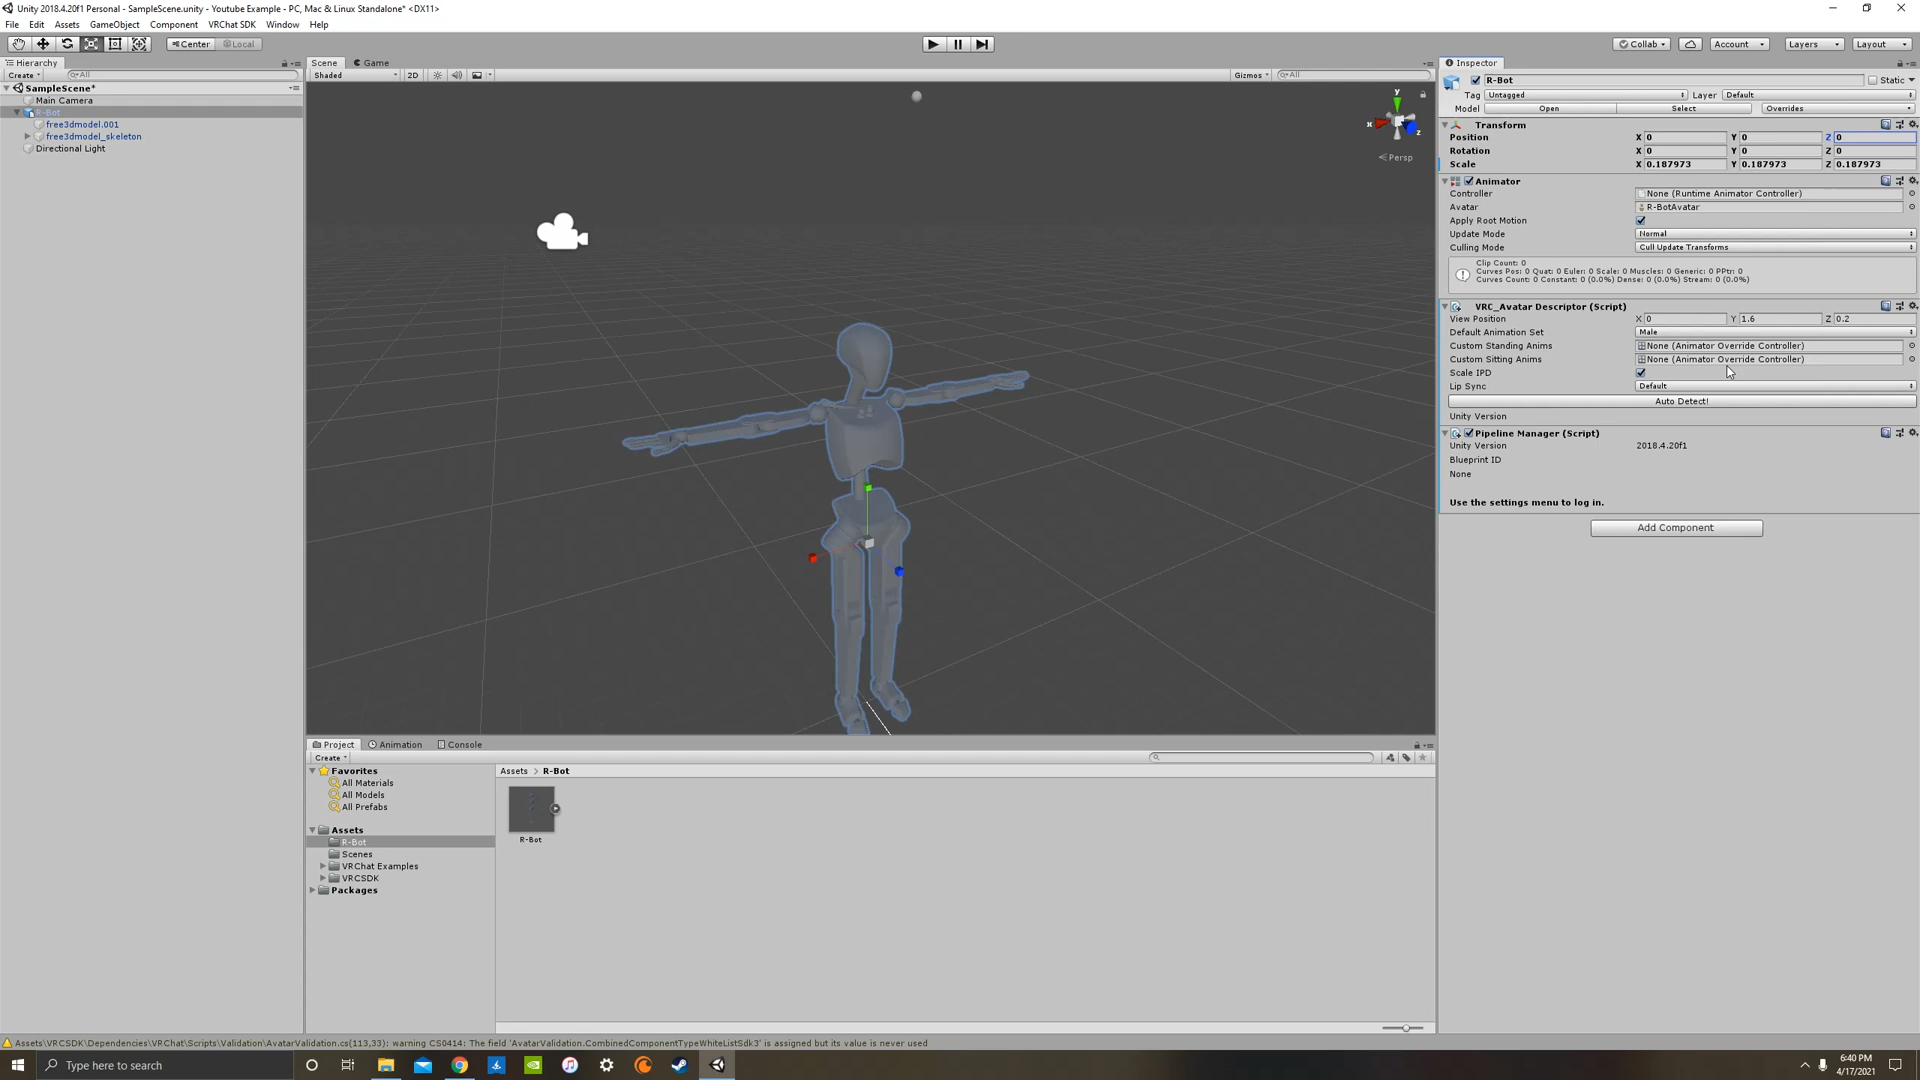 Unity 2018.4.20f1 Personal - SampleScene.unity - Youtube Example - PC, Mac & Linux Standalone* <DX11>
File Edit Assets GameObject Component VRChat SDK Window Help
Center Local Collab Account Layers Layout
Hierarchy
Create All
SampleScene*
Main Camera
R-Bot
free3dmodel.001
free3dmodel_skeleton
Directional Light
Scene Game
Shaded 2D Gizmos All
y
x
z
Persp
Inspector
R-Bot Static
Tag Untagged Layer Default
Model Open Select Overrides
Transform
Position X 0 Y 0 Z 0
Rotation X 0 Y 0 Z 0
Scale X 0.187973 Y 0.187973 Z 0.187973
Animator
Controller None (Runtime Animator Controller)
Avatar R-BotAvatar
Apply Root Motion
Update Mode Normal
Culling Mode Cull Update Transforms
Clip Count: 0
Curves Pos: 0 Quat: 0 Euler: 0 Scale: 0 Muscles: 0 Generic: 0 PPtr: 0
Curves Count: 0 Constant: 0 (0.0%) Dense: 0 (0.0%) Stream: 0 (0.0%)
VRC_Avatar Descriptor (Script)
View Position X 0 Y 1.6 Z 0.2
Default Animation Set Male
Custom Standing Anims None (Animator Override Controller)
Custom Sitting Anims None (Animator Override Controller)
Scale IPD
Lip Sync Default
Auto Detect!
Unity Version
Pipeline Manager (Script)
Unity Version 2018.4.20f1
Blueprint ID
None
Use the settings menu to log in.
Add Component
Project Animation Console
Create
Favorites
All Materials
All Models
All Prefabs
Assets
R-Bot
Scenes
VRChat Examples
VRCSDK
Packages
Assets > R-Bot
R-Bot
Assets\VRCSDK\Dependencies\VRChat\Scripts\Validation\AvatarValidation.cs(113,33): warning CS0414: The field 'AvatarValidation.CombinedComponentTypeWhiteListSdk3' is assigned but its value is never used
Type here to search
6:40 PM
4/17/2021